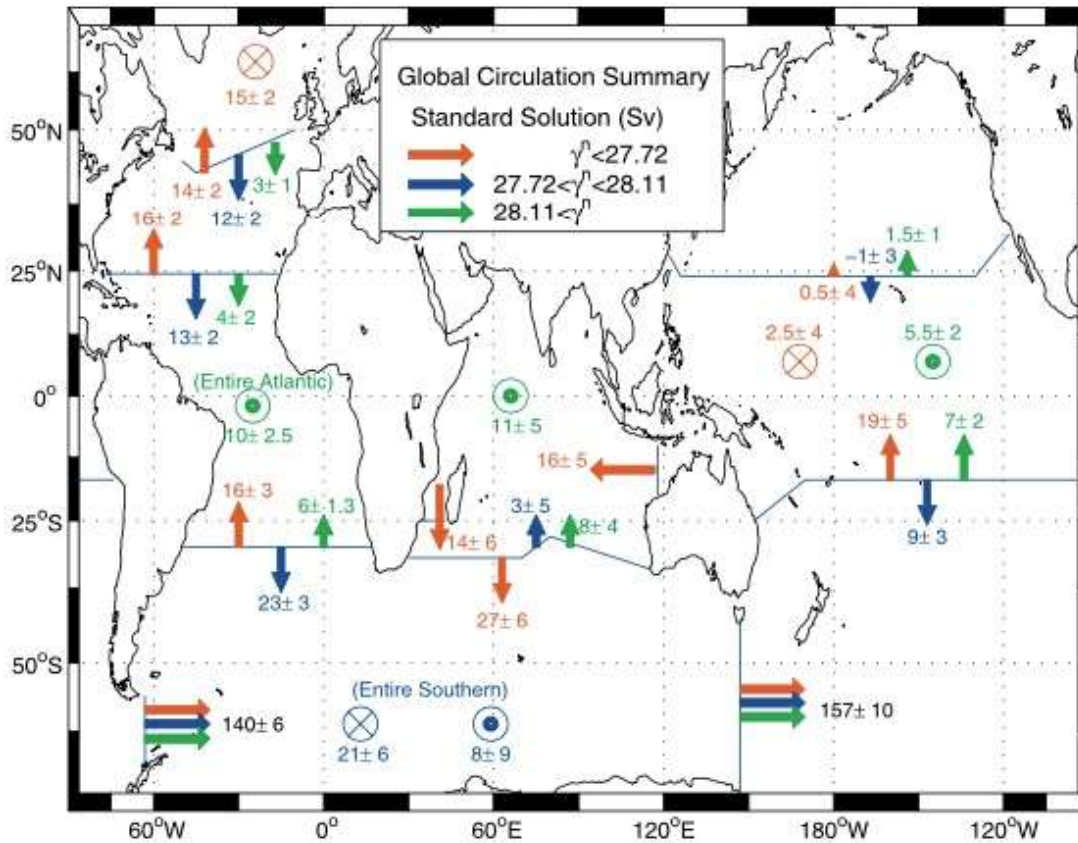 Global Circulation Summary
Standard Solution (Sv)
γⁿ<27.72
27.72<γⁿ<28.11
28.11<γⁿ
15± 2
50°N
14± 2
3± 1
16± 2
12± 2
1.5± 1
−1± 3
25°N
0.5± 4
4± 2
13± 2
2.5± 4
5.5± 2
(Entire Atlantic)
0°
10± 2.5
11± 5
19± 5
7± 2
16± 5
16± 3
6± 1.3
3± 5
25°S
14± 6
8± 4
9± 3
23± 3
27± 6
50°S
(Entire Southern)
140± 6
157± 10
21± 6
8± 9
60°W
0°
60°E
120°E
180°W
120°W